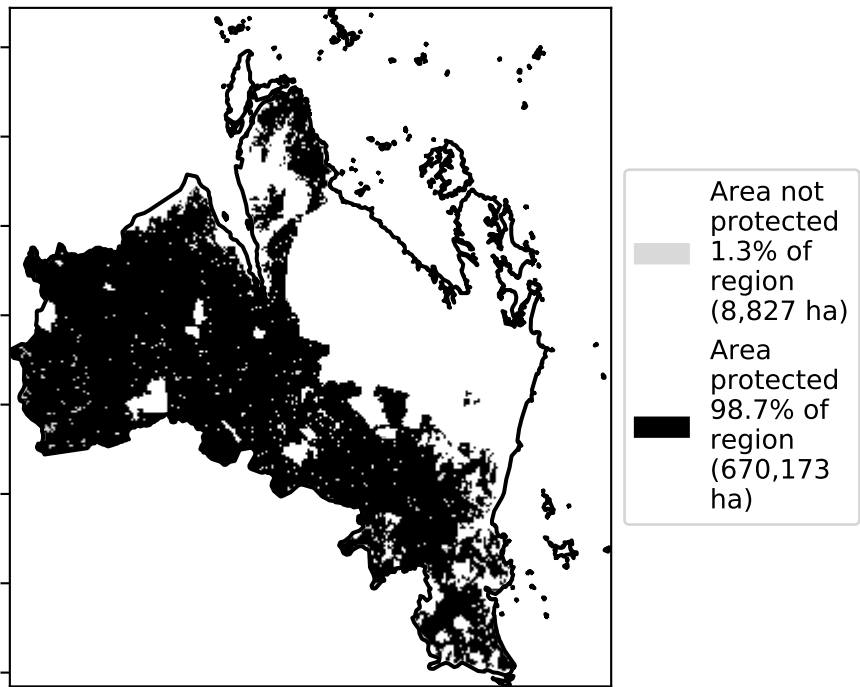 Area not
protected
1.3% of
region
(8,827 ha)
Area
protected
98.7% of
region
(670,173
ha)